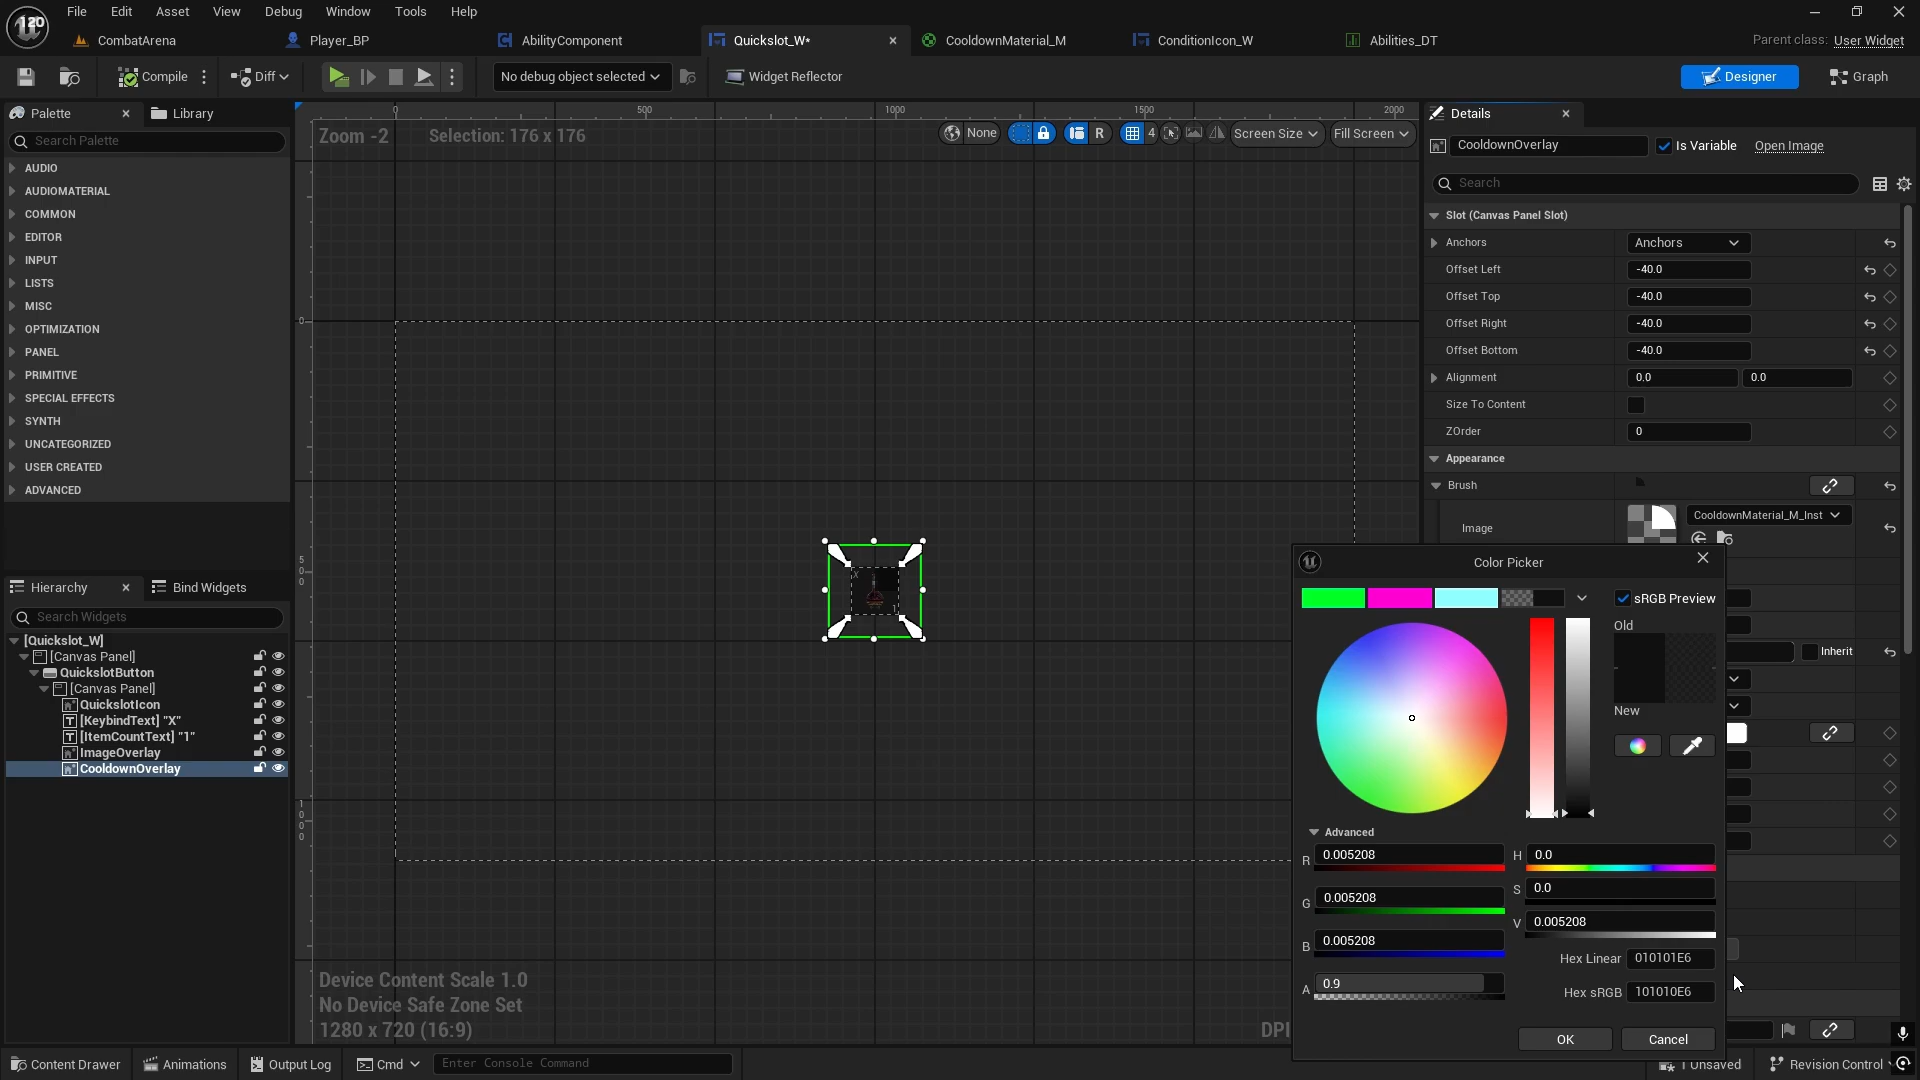 120
File Edit Asset View Debug Window Tools Help
CombatArena Player_BP AbilityComponent Quickslot_W* CooldownMaterial_M ConditionIcon_W Abilities_DT Parent class: User Widget
Compile Diff No debug object selected Widget Reflector Designer Graph
Palette Library
Search Palette
AUDIO
AUDIOMATERIAL
COMMON
EDITOR
INPUT
LISTS
MISC
OPTIMIZATION
PANEL
PRIMITIVE
SPECIAL EFFECTS
SYNTH
UNCATEGORIZED
USER CREATED
ADVANCED
Hierarchy Bind Widgets
Search Widgets
[Quickslot_W]
[Canvas Panel]
QuickslotButton
[Canvas Panel]
QuickslotIcon
[KeybindText] "X"
[ItemCountText] "1"
ImageOverlay
CooldownOverlay
0 500 1000 1500 2000
Zoom -2 Selection: 176 x 176
None R 4 Screen Size Fill Screen
0
500
1000
X
1
Device Content Scale 1.0
No Device Safe Zone Set
1280 x 720 (16:9)
DPI
Details
CooldownOverlay Is Variable Open Image
Search
Slot (Canvas Panel Slot)
Anchors Anchors
Offset Left -40.0
Offset Top -40.0
Offset Right -40.0
Offset Bottom -40.0
Alignment 0.0 0.0
Size To Content
ZOrder 0
Appearance
Brush
Image CooldownMaterial_M_Inst
Inherit
Color Picker
sRGB Preview
Old
New
Advanced
R 0.005208 H 0.0
G 0.005208 S 0.0
B 0.005208 V 0.005208
A 0.9
Hex Linear 010101E6
Hex sRGB 101010E6
OK Cancel
Content Drawer Animations Output Log Cmd Enter Console Command 1 Unsaved Revision Control